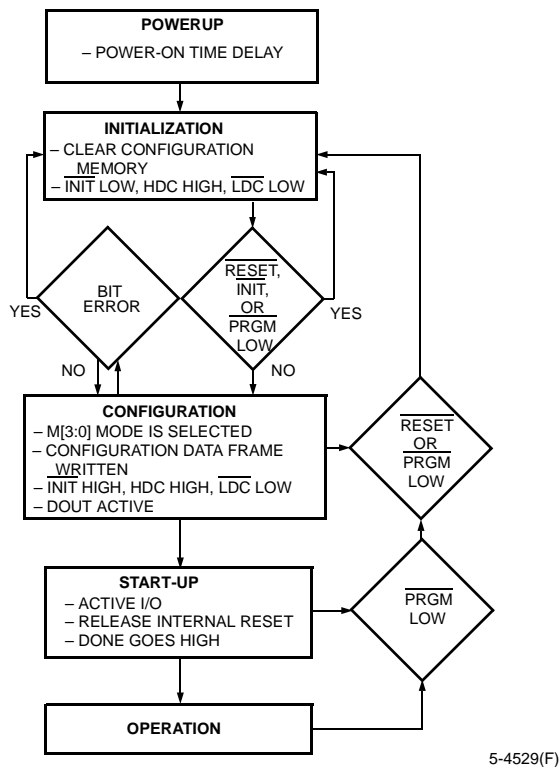 POWERUP
– POWER-ON TIME DELAY
INITIALIZATION
– CLEAR CONFIGURATION
MEMORY
– INIT LOW, HDC HIGH, LDC LOW
BIT
ERROR
YES
NO
RESET,
INIT,
OR
PRGM
LOW
YES
NO
CONFIGURATION
– M[3:0] MODE IS SELECTED
– CONFIGURATION DATA FRAME
WRITTEN
– INIT HIGH, HDC HIGH, LDC LOW
– DOUT ACTIVE
RESET
OR
PRGM
LOW
START-UP
– ACTIVE I/O
– RELEASE INTERNAL RESET
– DONE GOES HIGH
PRGM
LOW
OPERATION
5-4529(F)